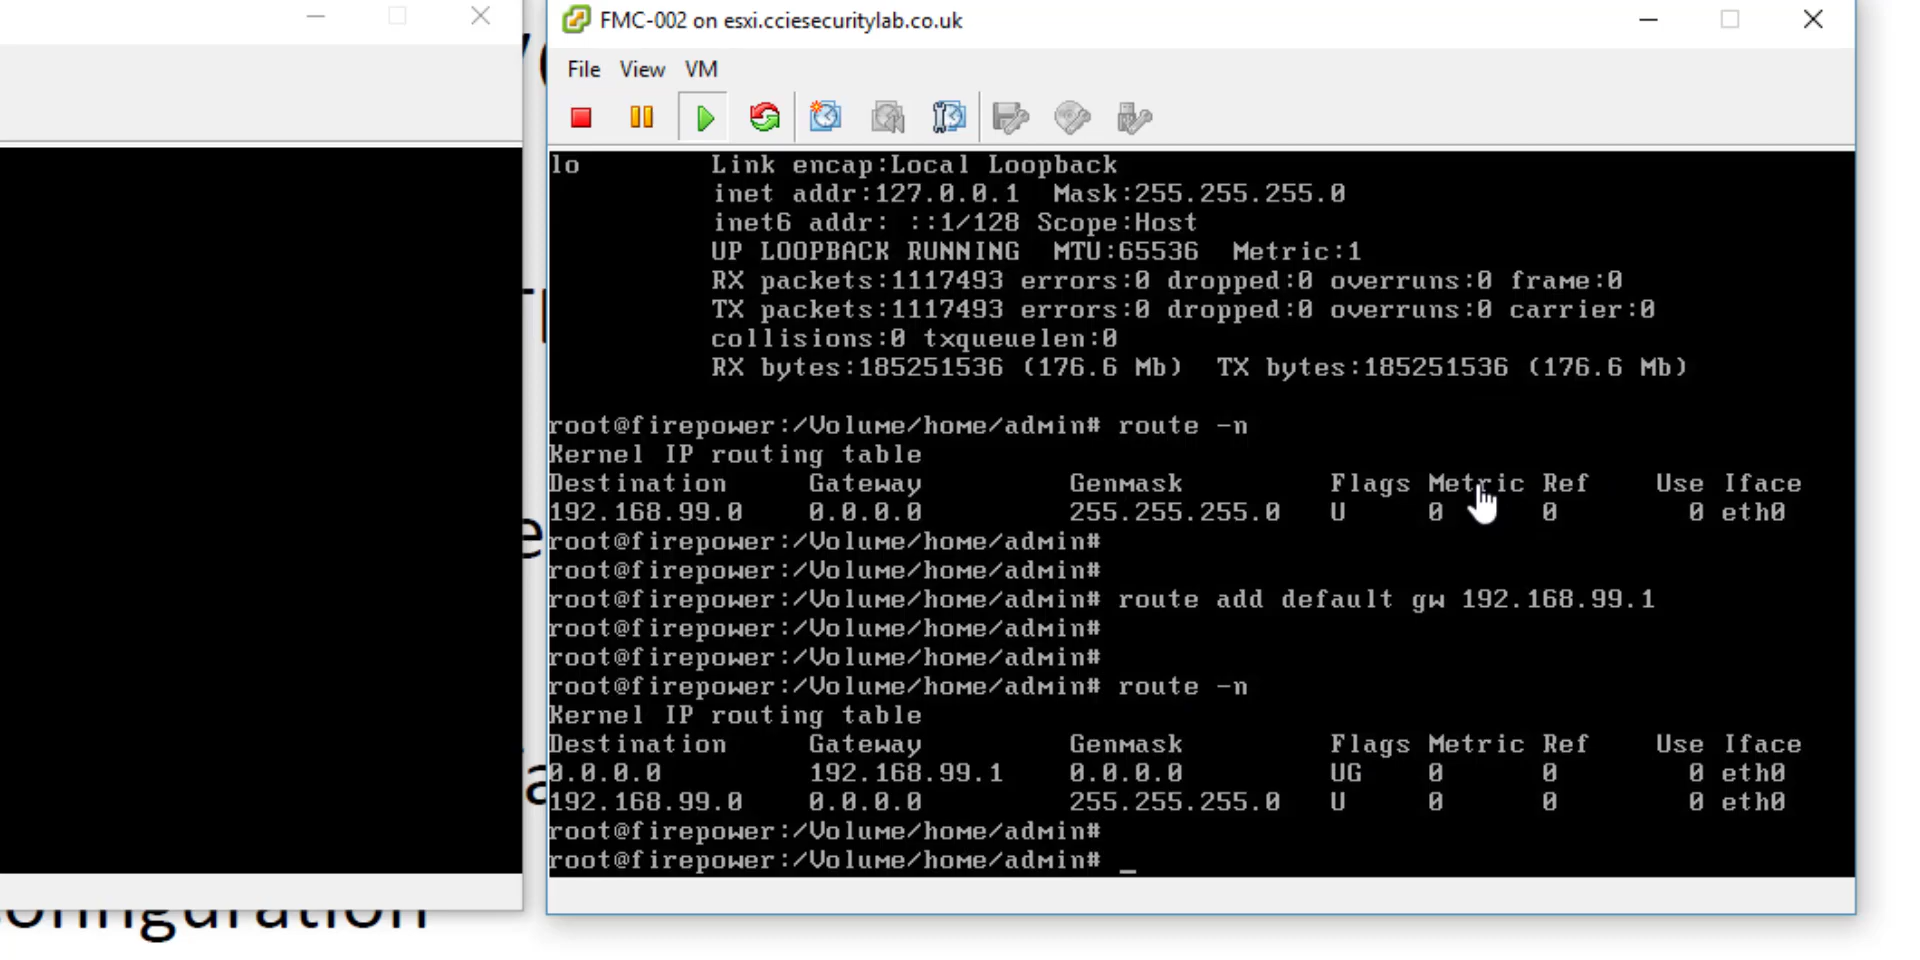 FMC-002 on esxi.cciesecuritylab.co.uk
File View VM
lo Link encap:Local Loopback
inet addr:127.0.0.1 Mask:255.255.255.0
inet6 addr: ::1/128 Scope:Host
UP LOOPBACK RUNNING MTU:65536 Metric:1
RX packets:1117493 errors:0 dropped:0 overruns:0 frame:0
TX packets:1117493 errors:0 dropped:0 overruns:0 carrier:0
collisions:0 txqueuelen:0
RX bytes:185251536 (176.6 Mb) TX bytes:185251536 (176.6 Mb)
root@firepower:/Volume/home/admin# route -n
Kernel IP routing table
Destination Gateway Genmask Flags Metric Ref Use Iface
192.168.99.0 0.0.0.0 255.255.255.0 U 0 0 0 eth0
root@firepower:/Volume/home/admin#
root@firepower:/Volume/home/admin#
root@firepower:/Volume/home/admin# route add default gw 192.168.99.1
root@firepower:/Volume/home/admin#
root@firepower:/Volume/home/admin#
root@firepower:/Volume/home/admin# route -n
Kernel IP routing table
Destination Gateway Genmask Flags Metric Ref Use Iface
0.0.0.0 192.168.99.1 0.0.0.0 UG 0 0 0 eth0
192.168.99.0 0.0.0.0 255.255.255.0 U 0 0 0 eth0
root@firepower:/Volume/home/admin#
root@firepower:/Volume/home/admin# _